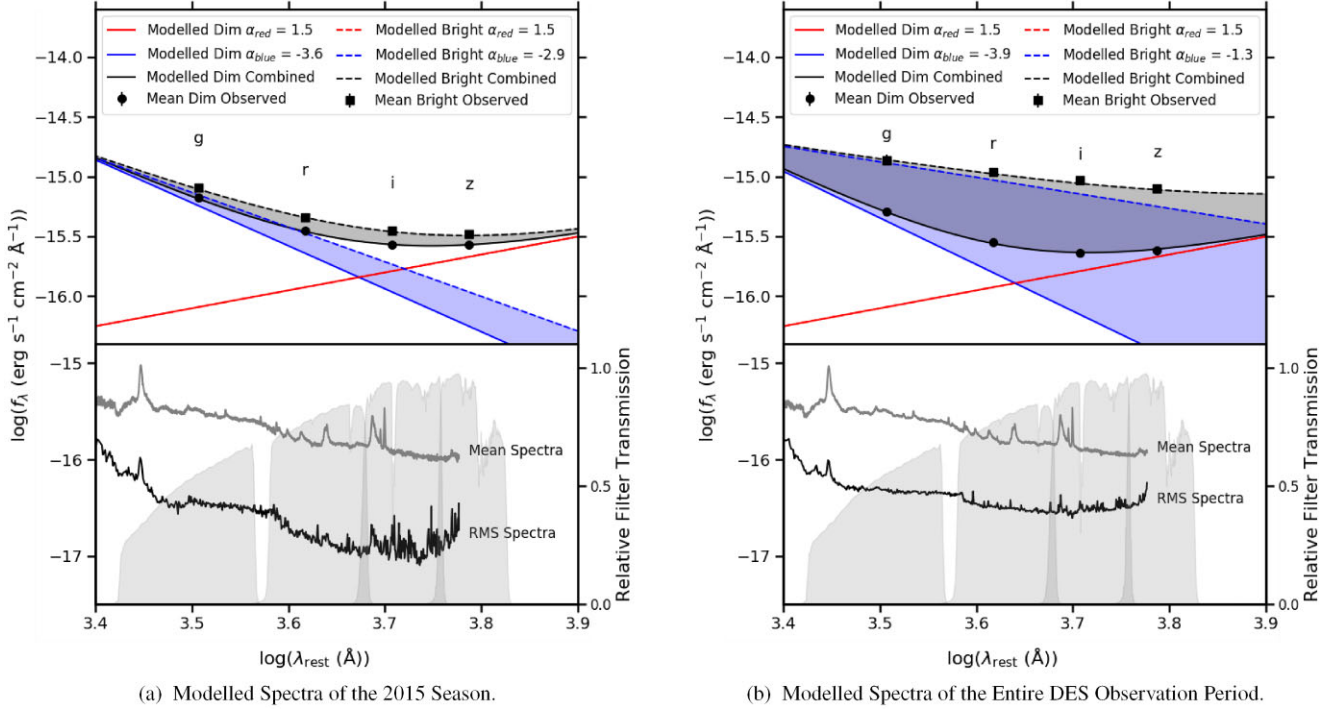 Modelled Dim α_red = 1.5
Modelled Dim α_blue = -3.6
Modelled Dim Combined
Mean Dim Observed
Modelled Bright α_red = 1.5
Modelled Bright α_blue = -2.9
Modelled Bright Combined
Mean Bright Observed
g
r
i
z
−14.0
−14.5
−15.0
−15.5
−16.0
log(f_λ (erg s⁻¹ cm⁻² Å⁻¹))
−15
−16
−17
Mean Spectra
RMS Spectra
1.0
0.5
0.0
Relative Filter Transmission
3.4 3.5 3.6 3.7 3.8 3.9
log(λ_rest (Å))
(a) Modelled Spectra of the 2015 Season.
Modelled Dim α_red = 1.5
Modelled Dim α_blue = -3.9
Modelled Dim Combined
Mean Dim Observed
Modelled Bright α_red = 1.5
Modelled Bright α_blue = -1.3
Modelled Bright Combined
Mean Bright Observed
g
r
i
z
−14.0
−14.5
−15.0
−15.5
−16.0
log(f_λ (erg s⁻¹ cm⁻² Å⁻¹))
−15
−16
−17
Mean Spectra
RMS Spectra
1.0
0.5
0.0
Relative Filter Transmission
3.4 3.5 3.6 3.7 3.8 3.9
log(λ_rest (Å))
(b) Modelled Spectra of the Entire DES Observation Period.